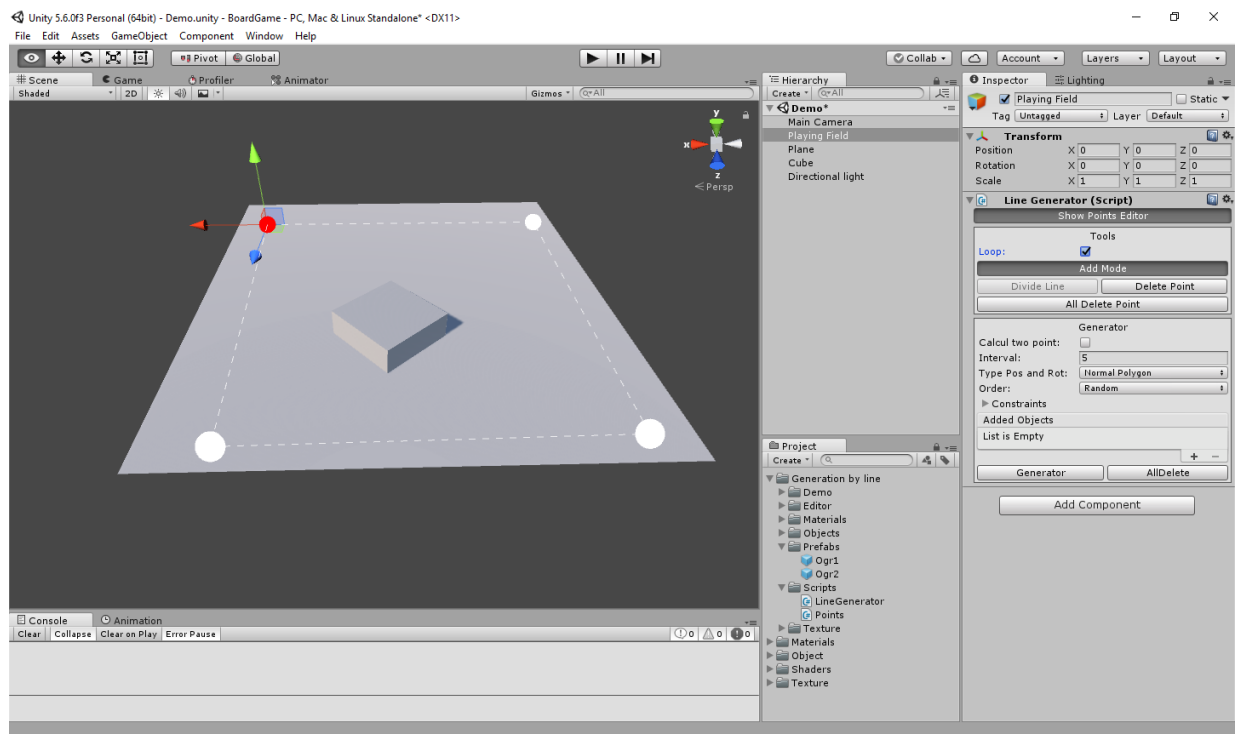 Unity 5.6.0f3 Personal (64bit) - Demo.unity - BoardGame - PC, Mac & Linux Standalone* <DX11>
File Edit Assets GameObject Component Window Help
Pivot Global Collab Account Layers Layout
Scene Game Profiler Animator
Shaded 2D Gizmos All
y
x
z
Persp
Console Animation
Clear Collapse Clear on Play Error Pause 0 0 0
Hierarchy
Create All
Demo*
Main Camera
Playing Field
Plane
Cube
Directional light
Project
Create
Generation by line
Demo
Editor
Materials
Objects
Prefabs
Ogr1
Ogr2
Scripts
LineGenerator
Points
Texture
Materials
Object
Shaders
Texture
Inspector Lighting
Playing Field Static
Tag Untagged Layer Default
Transform
Position X 0 Y 0 Z 0
Rotation X 0 Y 0 Z 0
Scale X 1 Y 1 Z 1
Line Generator (Script)
Show Points Editor
Tools
Loop:
Add Mode
Divide Line Delete Point
All Delete Point
Generator
Calcul two point:
Interval: 5
Type Pos and Rot: Normal Polygon
Order: Random
Constraints
Added Objects
List is Empty
+ −
Generator AllDelete
Add Component